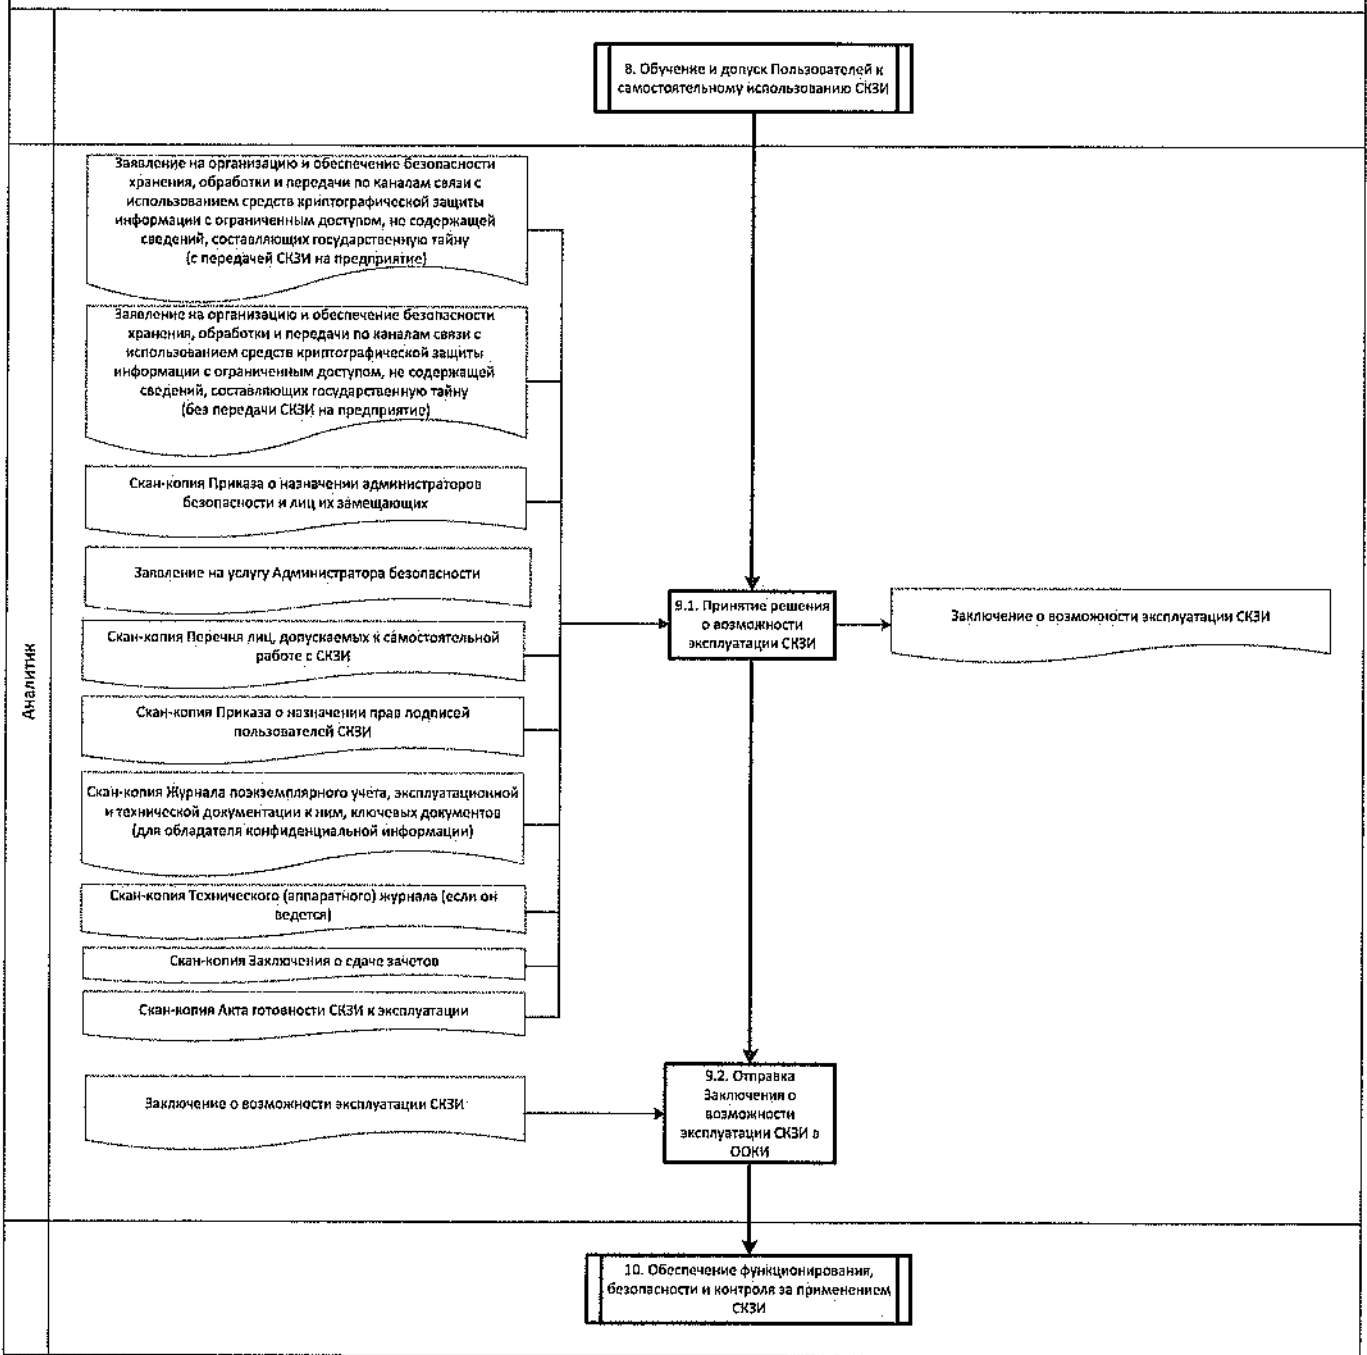 8. Обучение и допуск Пользователей к
самостоятельному использованию СКЗИ
Аналитик
Заявление на организацию и обеспечение безопасности
хранения, обработки и передачи по каналам связи с
использованием средств криптографической защиты
информации с ограниченным доступом, не содержащей
сведений, составляющих государственную тайну
(с передачей СКЗИ на предприятие)
Заявление на организацию и обеспечение безопасности
хранения, обработки и передачи по каналам связи с
использованием средств криптографической защиты
информации с ограниченным доступом, не содержащей
сведений, составляющих государственную тайну
(без передачи СКЗИ на предприятие)
Скан-копия Приказа о назначении администраторов
безопасности и лиц их замещающих
Заявление на услугу Администратора безопасности
Скан-копия Перечня лиц, допускаемых к самостоятельной
работе с СКЗИ
Скан-копия Приказа о назначении прав подписей
пользователей СКЗИ
Скан-копия Журнала поэкземплярного учета, эксплуатационной
и технической документации к ним, ключевых документов
(для обладателя конфиденциальной информации)
Скан-копия Технического (аппаратного) журнала (если он
ведется)
Скан-копия Заключения о сдаче зачетов
Скан-копия Акта готовности СКЗИ к эксплуатации
9.1. Принятие решения
о возможности
эксплуатации СКЗИ
Заключение о возможности эксплуатации СКЗИ
Заключение о возможности эксплуатации СКЗИ
9.2. Отправка
Заключения о
возможности
эксплуатации СКЗИ в
ООКИ
10. Обеспечение функционирования,
безопасности и контроля за применением
СКЗИ